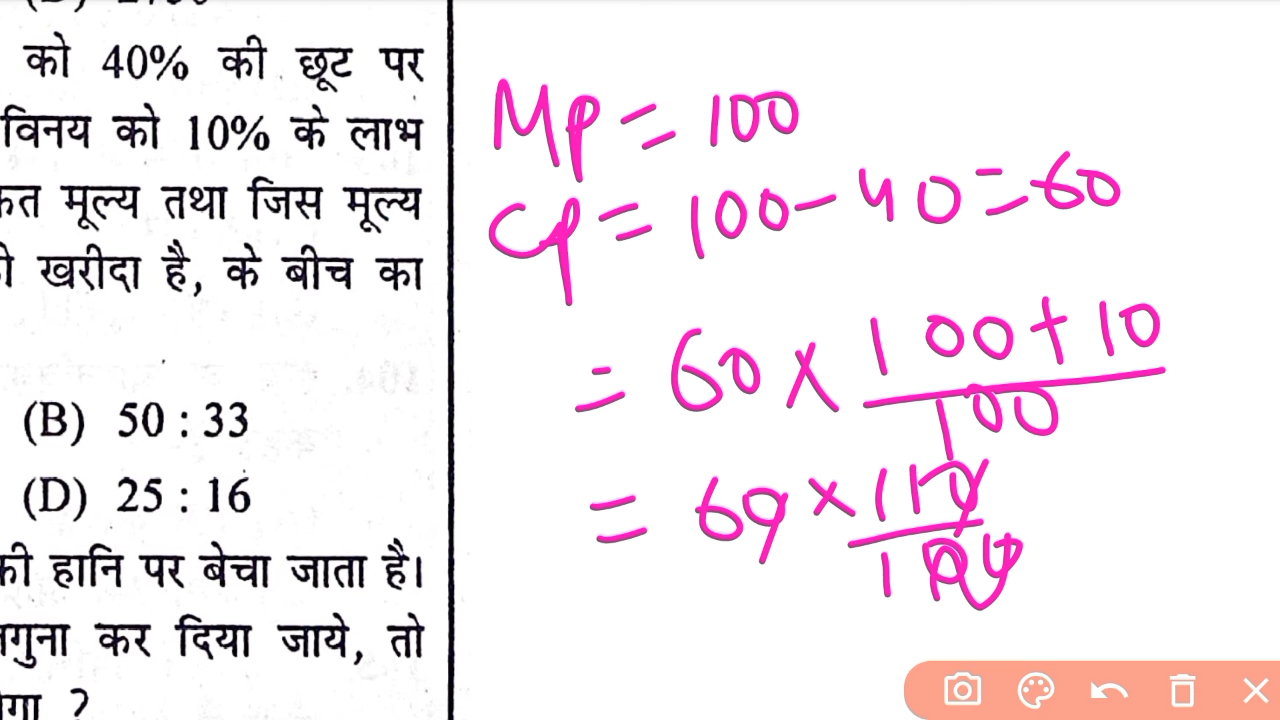 को 40% की छूट पर
विनय को 10% के लाभ
मूल्य तथा जिस मूल्य
खरीदा है, के बीच का
(B) 50 : 33
(D) 25 : 16
की हानि पर बेचा जाता है।
कर दिया जाये, तो
?
MP = 100
CP = 100 - 40 = 60
= 60 × 100 + 10
100
= 60 × 110
100